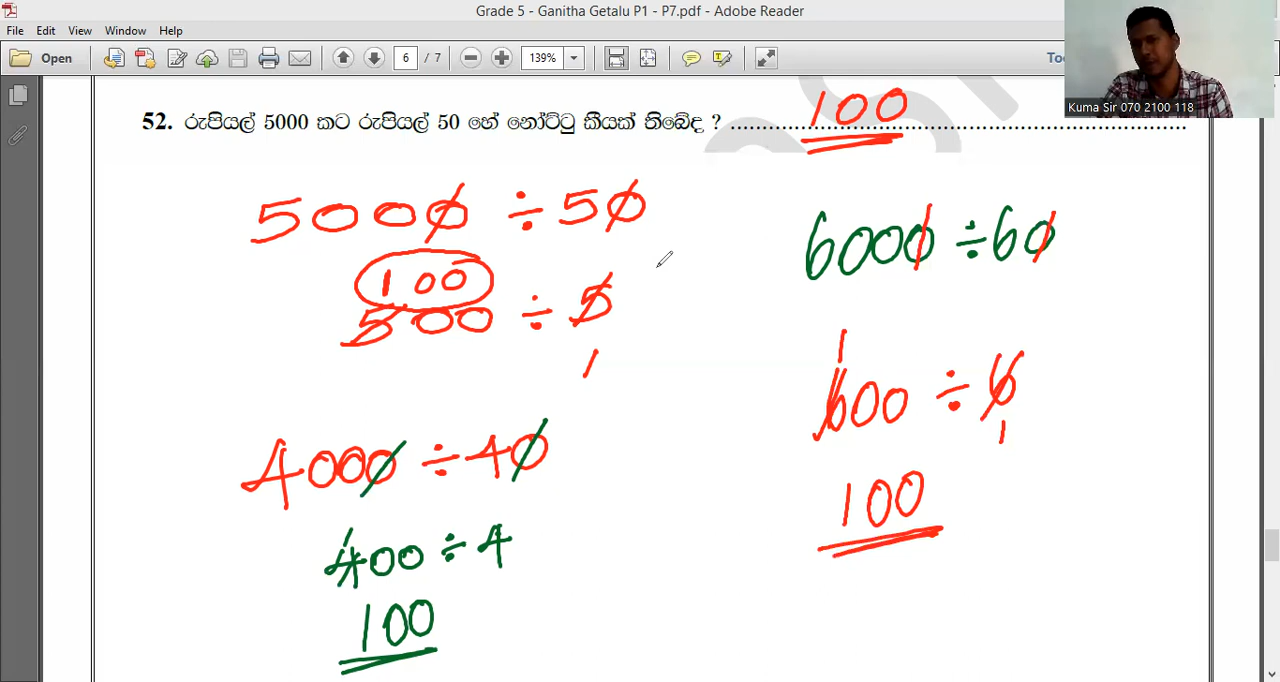 Grade 5 - Ganitha Getalu P1 - P7.pdf - Adobe Reader
File Edit View Window Help
Open 6 / 7 139%
Kuma Sir 070 2100 118
100
52. රුපියල් 5000 කට රුපියල් 50 හේ නෝට්ටු කීයක් තිබේද ? ........................................................................
5000 ÷ 50
6000 ÷ 60
100
500 ÷ 5
1
1
600 ÷ 6
1
4000 ÷ 40
100
1
400 ÷ 4
100